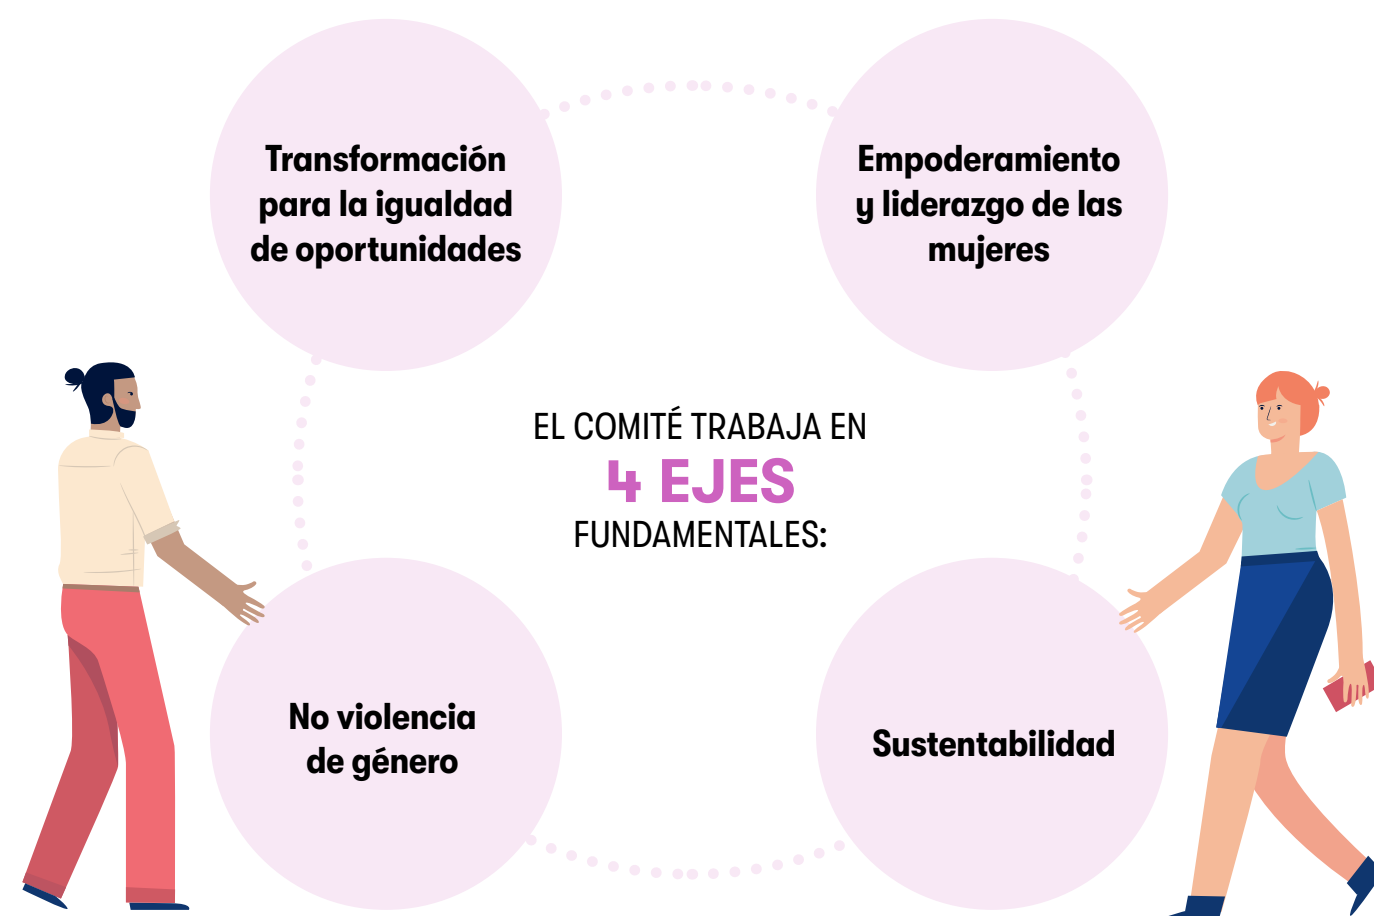 Transformación
para la igualdad
de oportunidades
Empoderamiento
y liderazgo de las
mujeres
EL COMITÉ TRABAJA EN
4 EJES
FUNDAMENTALES:
No violencia
de género
Sustentabilidad